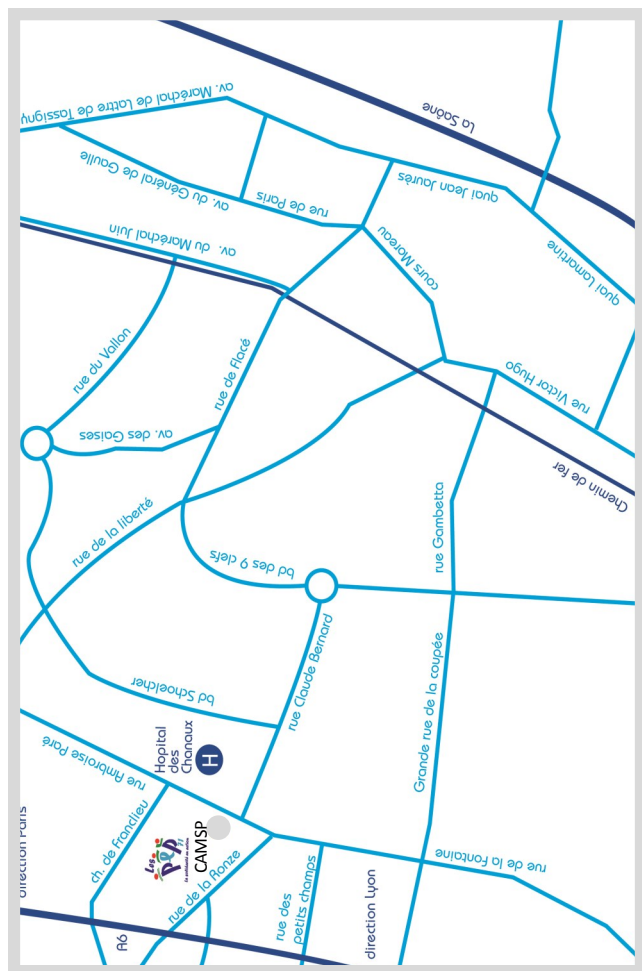 av. Maréchal de Lattre de Tassigny
La Saône
av. du Général de Gaulle
rue de Paris
quai Jean Jaurès
quai Lamartine
av. du Maréchal Juin
cours Moreau
rue du Vallon
rue de Flacé
rue Victor Hugo
av. des Gaises
Chemin de fer
rue de la liberté
rue Gambetta
bd des 9 clefs
rue Claude Bernard
bd Schoelcher
Grande rue de la coupée
rue Ambroise Paré
Hopital
des
Chanaux
H
direction Paris
ch. de Franclieu
Les
PEP
71
CAMSP
rue de la Ronze
rue de la Fontaine
rue des
petits champs
direction Lyon
A6